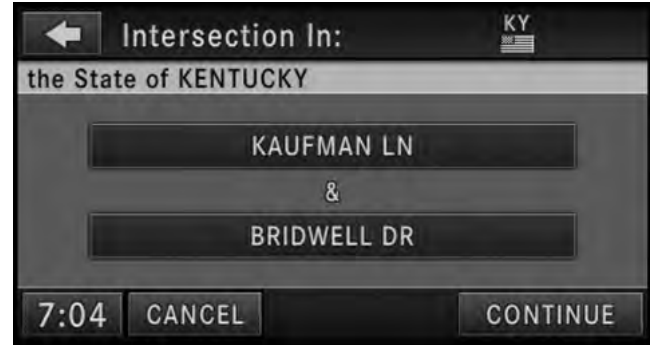 Intersection In: KY
the State of KENTUCKY
KAUFMAN LN
&
BRIDWELL DR
7:04 CANCEL CONTINUE